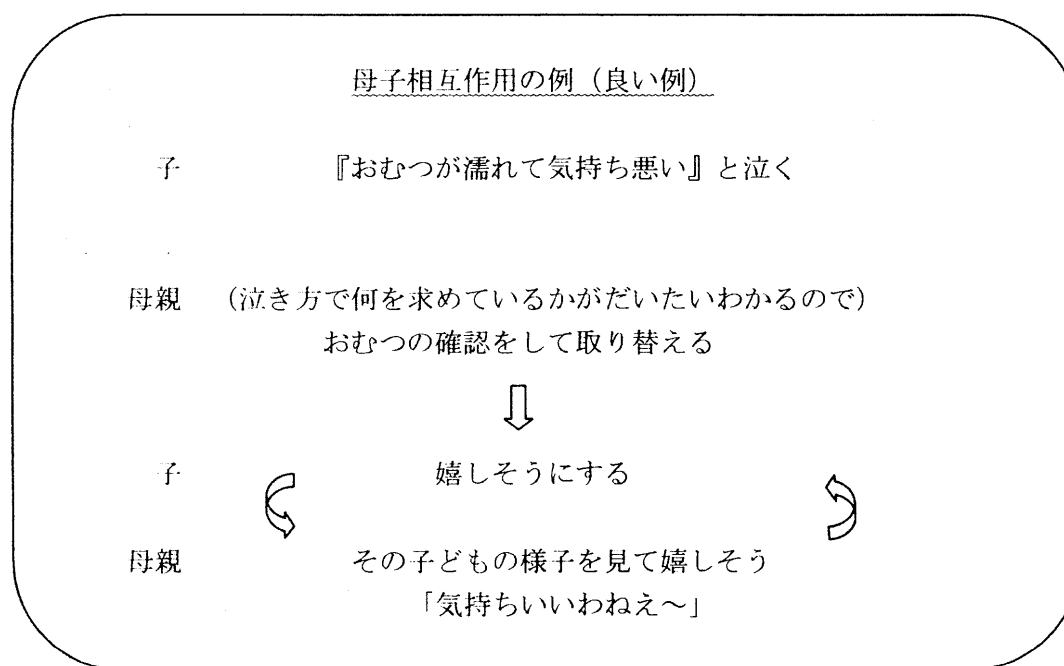 母子相互作用の例（良い例）
子 『おむつが濡れて気持ち悪い』と泣く
母親 （泣き方で何を求めているかがだいたいわかるので）
おむつの確認をして取り替える
子 嬉しそうにする
母親 その子どもの様子を見て嬉しそう
「気持ちいいわねえ～」